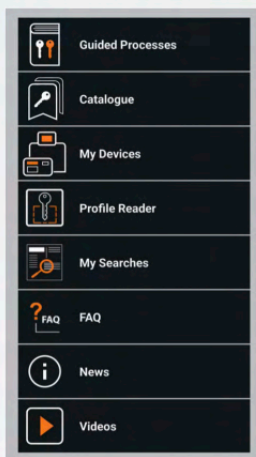 Guided Processes
Catalogue
My Devices
Profile Reader
My Searches
FAQ FAQ
News
Videos